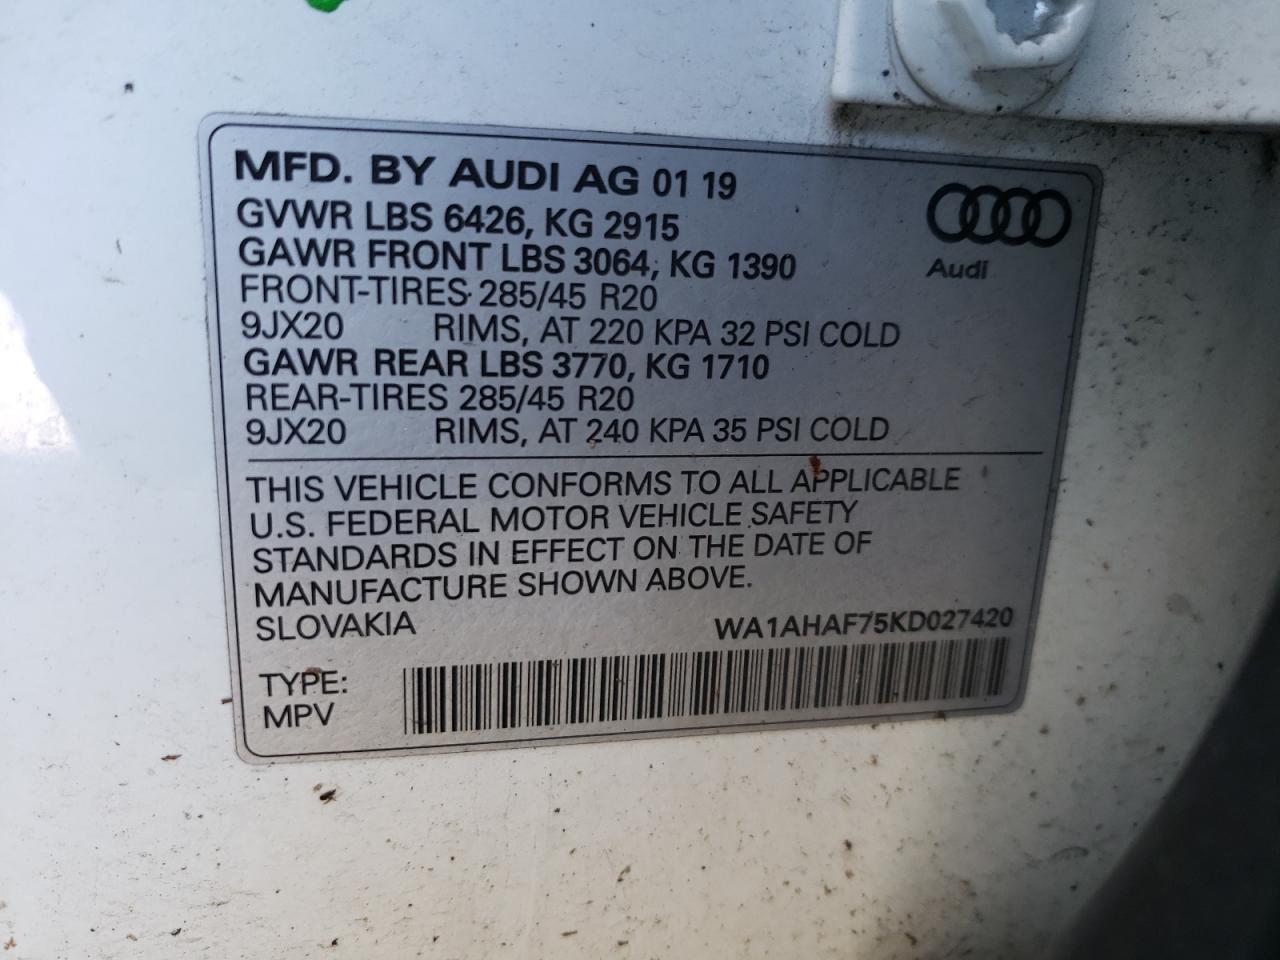 MFD. BY AUDI AG 01 19
GVWR LBS 6426, KG 2915
GAWR FRONT LBS 3064, KG 1390
Audi
FRONT-TIRES 285/45 R20
9JX20 RIMS, AT 220 KPA 32 PSI COLD
GAWR REAR LBS 3770, KG 1710
REAR-TIRES 285/45 R20
9JX20 RIMS, AT 240 KPA 35 PSI COLD
THIS VEHICLE CONFORMS TO ALL APPLICABLE
U.S. FEDERAL MOTOR VEHICLE SAFETY
STANDARDS IN EFFECT ON THE DATE OF
MANUFACTURE SHOWN ABOVE.
SLOVAKIA WA1AHAF75KD027420
TYPE:
MPV